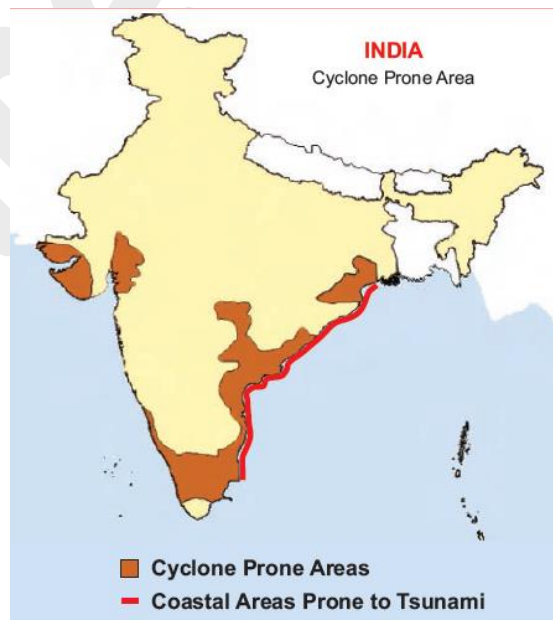 INDIA
Cyclone Prone Area
Cyclone Prone Areas
Coastal Areas Prone to Tsunami